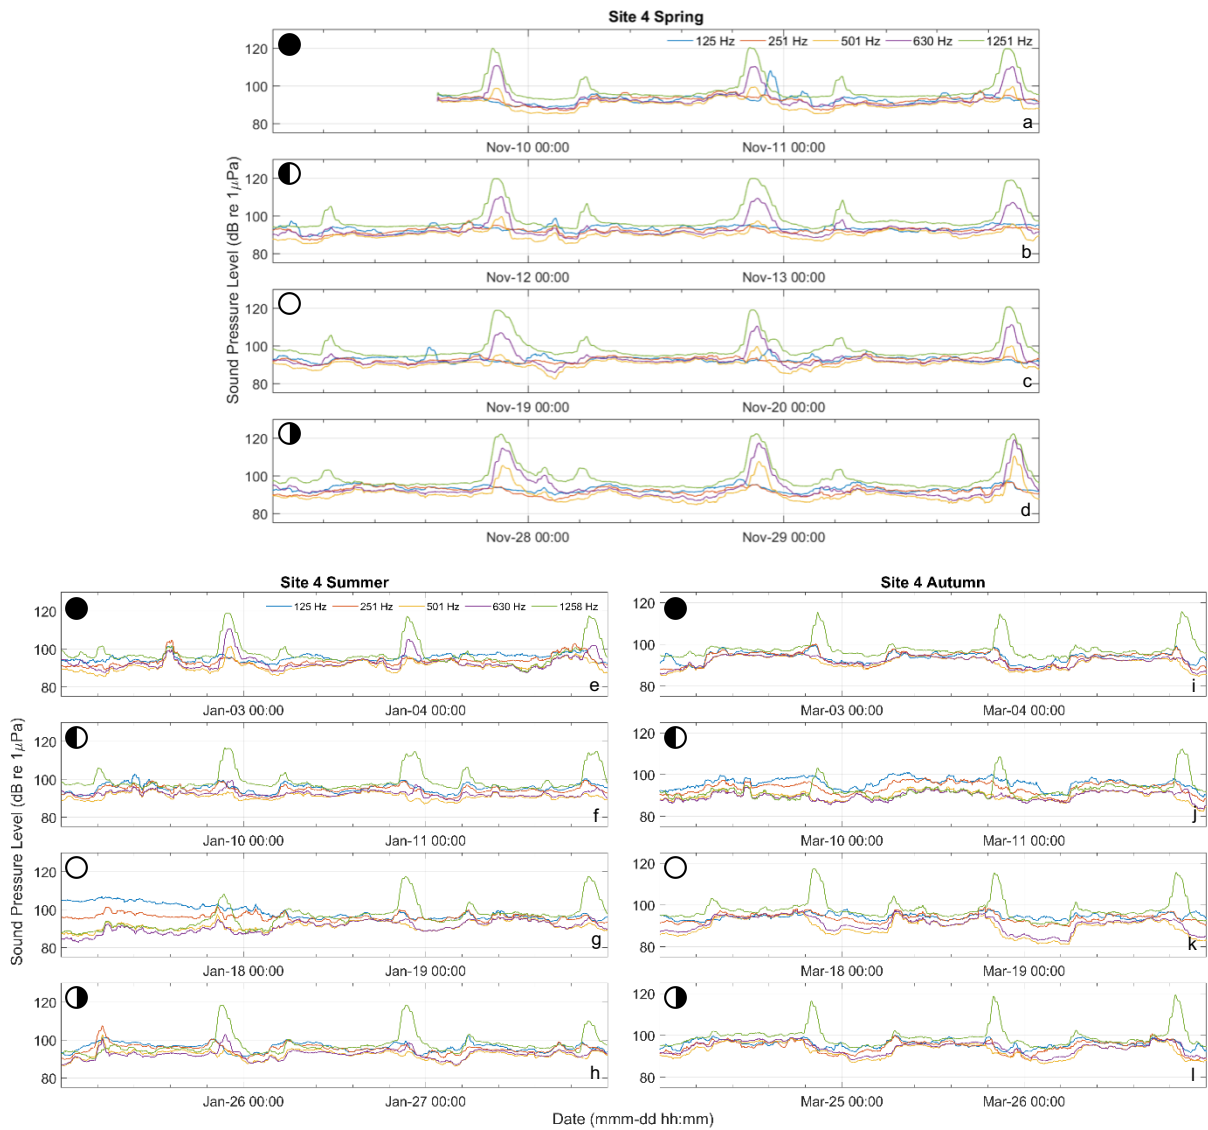 Site 4 Spring
125 Hz 251 Hz 501 Hz 630 Hz 1251 Hz
120
100
80
a
Nov-10 00:00 Nov-11 00:00
120
100
80
b
Nov-12 00:00 Nov-13 00:00
120
100
80
c
Nov-19 00:00 Nov-20 00:00
120
100
80
d
Nov-28 00:00 Nov-29 00:00
Sound Pressure Level (dB re 1μPa)
Site 4 Summer
125 Hz 251 Hz 501 Hz 630 Hz 1258 Hz
120
100
80
e
Jan-03 00:00 Jan-04 00:00
120
100
80
f
Jan-10 00:00 Jan-11 00:00
120
100
80
g
Jan-18 00:00 Jan-19 00:00
120
100
80
h
Jan-26 00:00 Jan-27 00:00
Sound Pressure Level (dB re 1μPa)
Site 4 Autumn
120
100
80
i
Mar-03 00:00 Mar-04 00:00
120
100
80
j
Mar-10 00:00 Mar-11 00:00
120
100
80
k
Mar-18 00:00 Mar-19 00:00
120
100
80
l
Mar-25 00:00 Mar-26 00:00
Date (mmm-dd hh:mm)